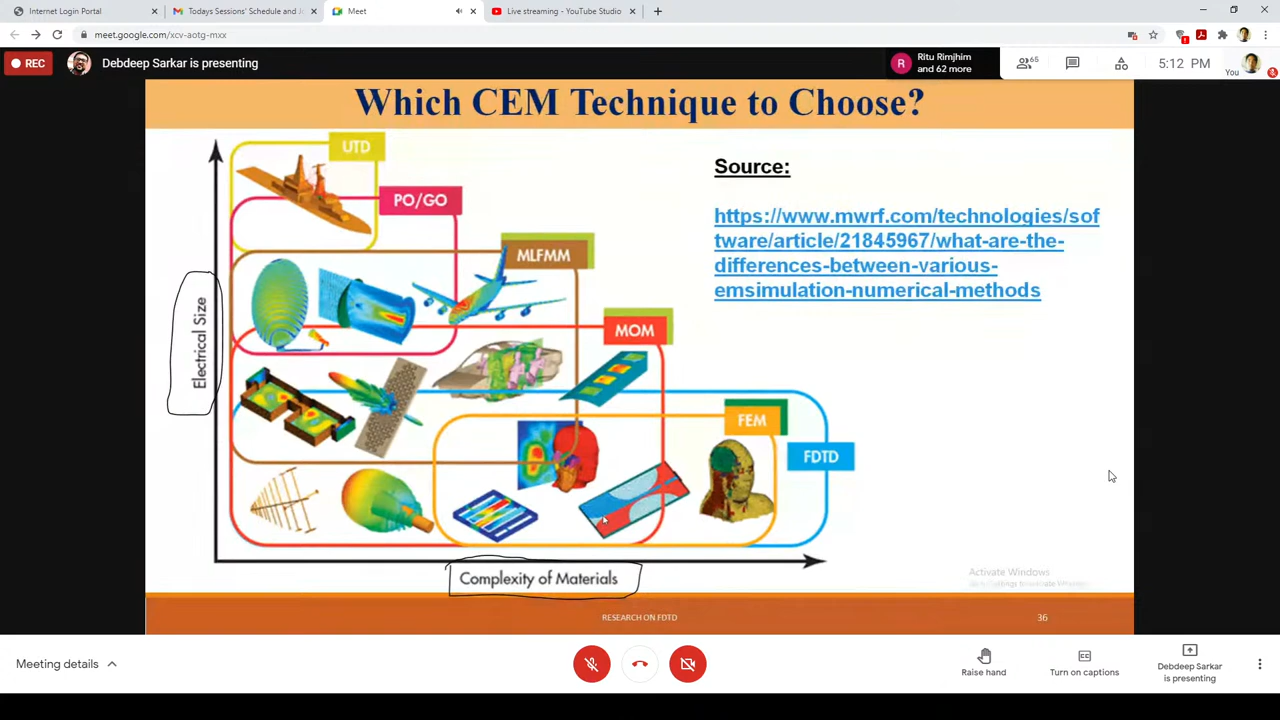 Internet Login Portal
Todays Sessions' Schedule and Jo
Meet
Live streaming - YouTube Studio
meet.google.com/xcv-aotg-mxx
REC
Debdeep Sarkar is presenting
R
Ritu Rimjhim
and 62 more
65
You
5:12 PM
Which CEM Technique to Choose?
UTD
PO/GO
MLFMM
MOM
FEM
FDTD
Electrical Size
Complexity of Materials
Source:
https://www.mwrf.com/technologies/sof
tware/article/21845967/what-are-the-
differences-between-various-
emsimulation-numerical-methods
Activate Windows
RESEARCH ON FDTD
36
Meeting details
Raise hand
Turn on captions
Debdeep Sarkar
is presenting